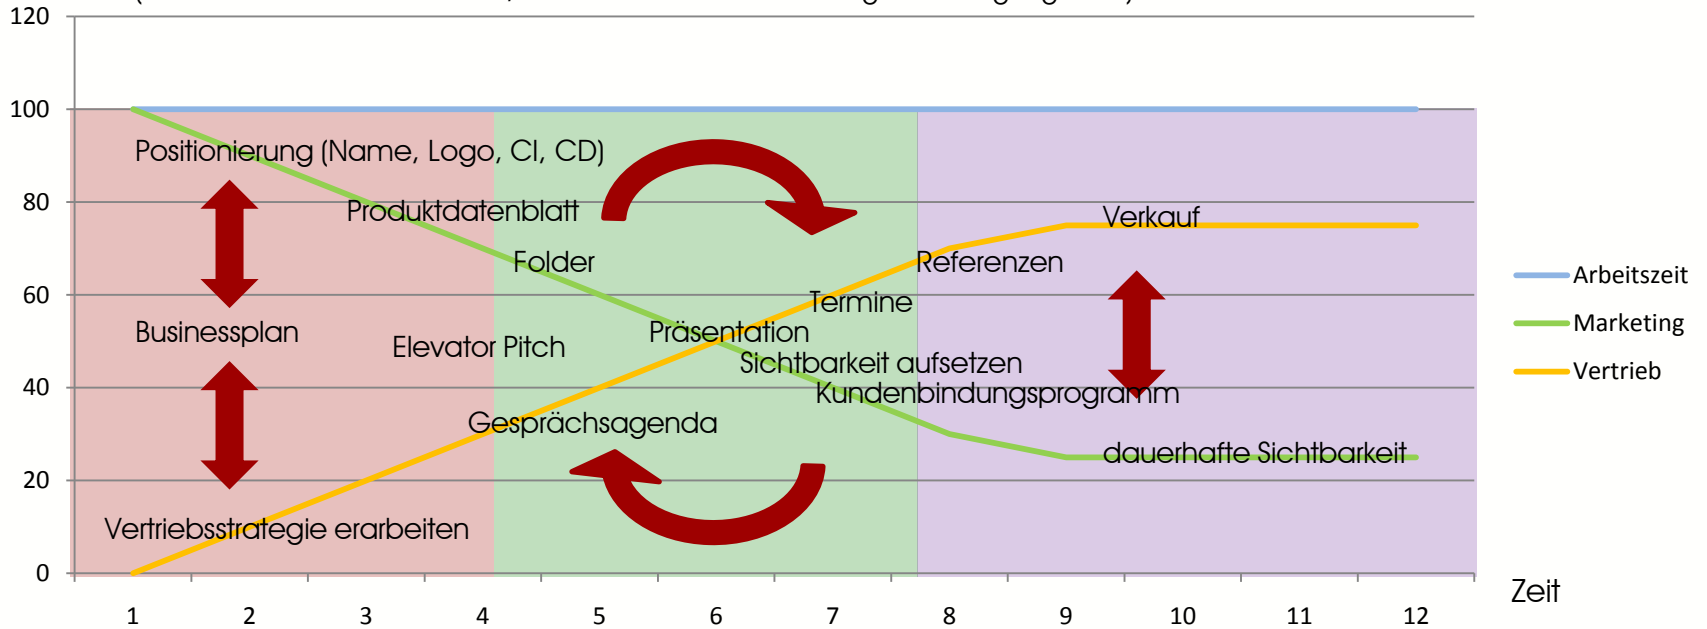 120
100
80
60
40
20
0
Positionierung (Name, Logo, CI, CD)
Produktdatenblatt
Folder
Businessplan
Elevator Pitch
Präsentation
Termine
Referenzen
Verkauf
Sichtbarkeit aufsetzen
Kundenbindungsprogramm
Gesprächsagenda
dauerhafte Sichtbarkeit
Vertriebsstrategie erarbeiten
Arbeitszeit
Marketing
Vertrieb
Zeit
1 2 3 4 5 6 7 8 9 10 11 12